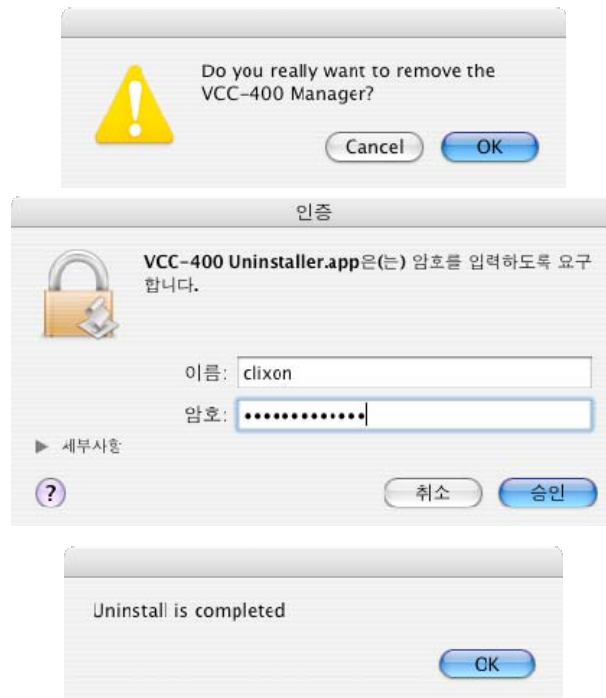 Do you really want to remove the
VCC-400 Manager?
Cancel OK
인증
VCC-400 Uninstaller.app은(는) 암호를 입력하도록 요구
합니다.
이름: clixon
암호: •••••••••••••
▶ 세부사항
? 취소 승인
Uninstall is completed
OK